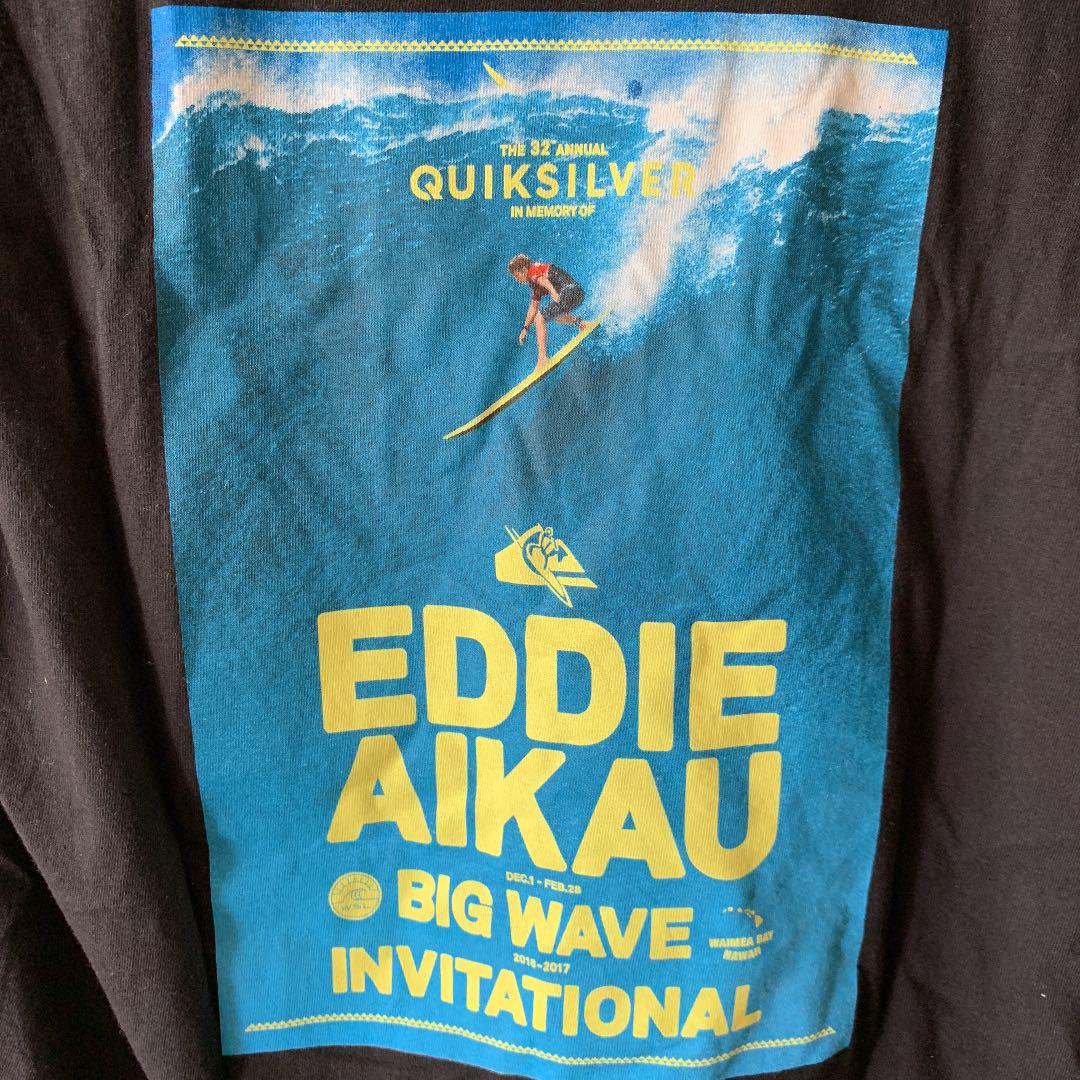 THE 32ND ANNUAL
QUIKSILVER
IN MEMORY OF
EDDIE
AIKAU
DEC.1 - FEB.28
WSL
BIG WAVE
WAIMEA BAY
HAWAII
2016-2017
INVITATIONAL